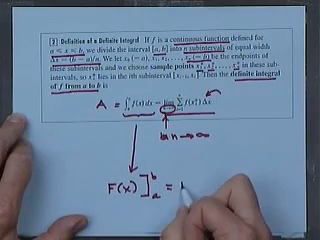 2 Definition of a Definite Integral If f is a continuous function defined for
a ≤ x ≤ b, we divide the interval [a, b] into n subintervals of equal width
Δx = (b − a)/n. We let x₀ (= a), x₁, x₂, . . . , xₙ (= b) be the endpoints of
these subintervals and we choose sample points x₁*, x₂*, . . . , xₙ* in these sub-
intervals, so xᵢ* lies in the ith subinterval [xᵢ₋₁, xᵢ]. Then the definite integral
of f from a to b is
A = ∫ₐᵇ f(x) dx = lim ∑ᵢ₌₁ⁿ f(xᵢ*) Δx
as n → ∞
F(x) ]ₐᵇ =